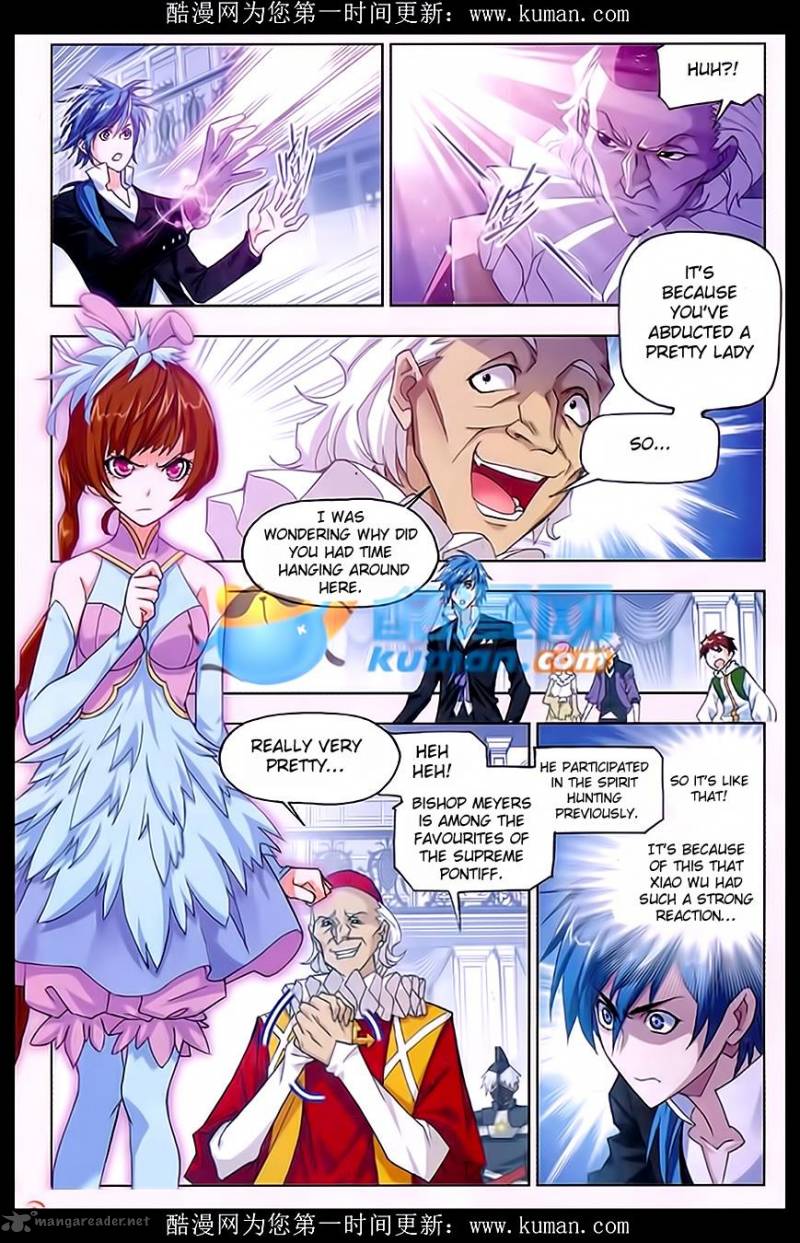 酷漫网为您第一时间更新：www.kuman.com
HUH?!
IT'S
BECAUSE
YOU'VE
ABDUCTED A
PRETTY LADY
SO...
I WAS
WONDERING WHY DID
YOU HAD TIME
HANGING AROUND
HERE.
酷漫网
kuman.com
REALLY VERY
PRETTY...
HEH
HEH!
BISHOP MEYERS
IS AMONG THE
FAVOURITES OF
THE SUPREME
PONTIFF.
HE PARTICIPATED
IN THE SPIRIT
HUNTING
PREVIOUSLY.
SO IT'S LIKE
THAT!
IT'S BECAUSE
OF THIS THAT
XIAO WU HAD
SUCH A STRONG
REACTION...
mangareader.net
酷漫网为您第一时间更新：www.kuman.com